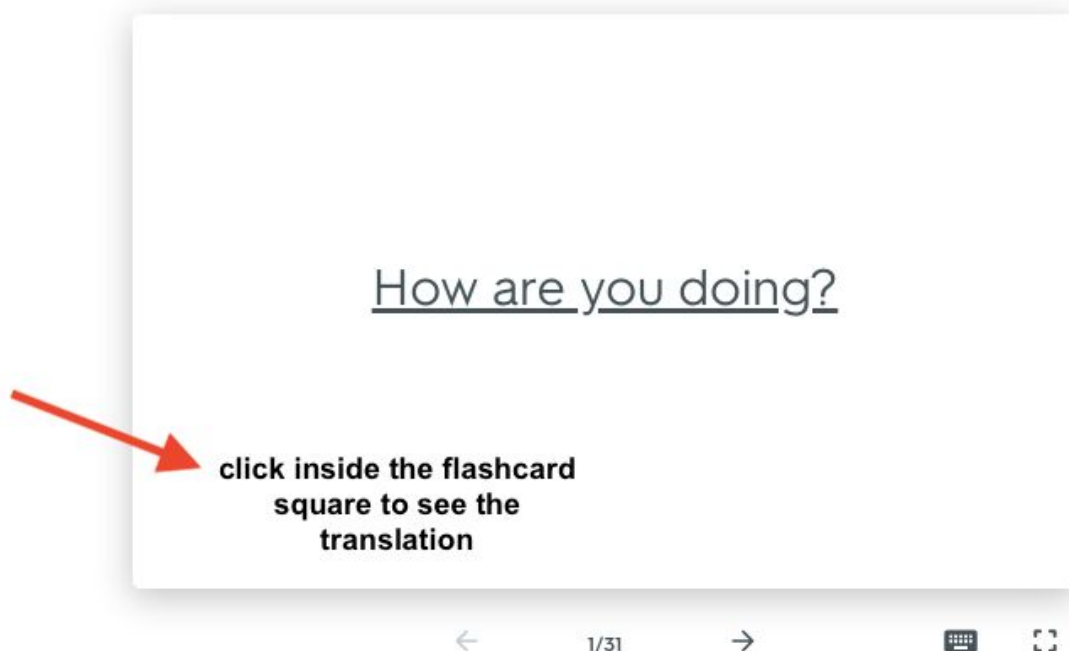 How are you doing?
click inside the flashcard
square to see the
translation
1/31